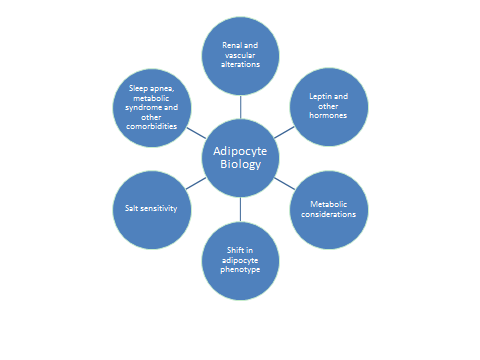 Renal and
vascular
alterations
Leptin and
other
hormones
Metabolic
considerations
Shift in
adipocyte
phenotype
Salt sensitivity
Sleep apnea,
metabolic
syndrome and
other
comorbidities
Adipocyte
Biology